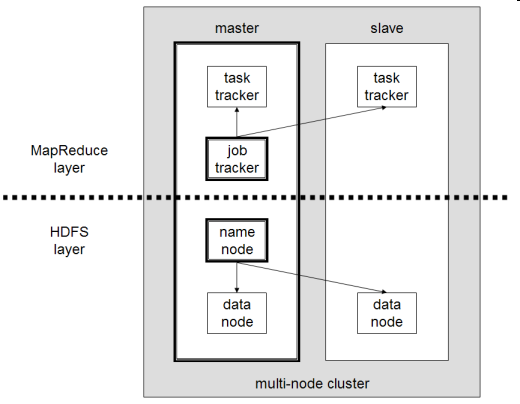 master
slave
task
tracker
task
tracker
MapReduce
layer
job
tracker
HDFS
layer
name
node
data
node
data
node
multi-node cluster